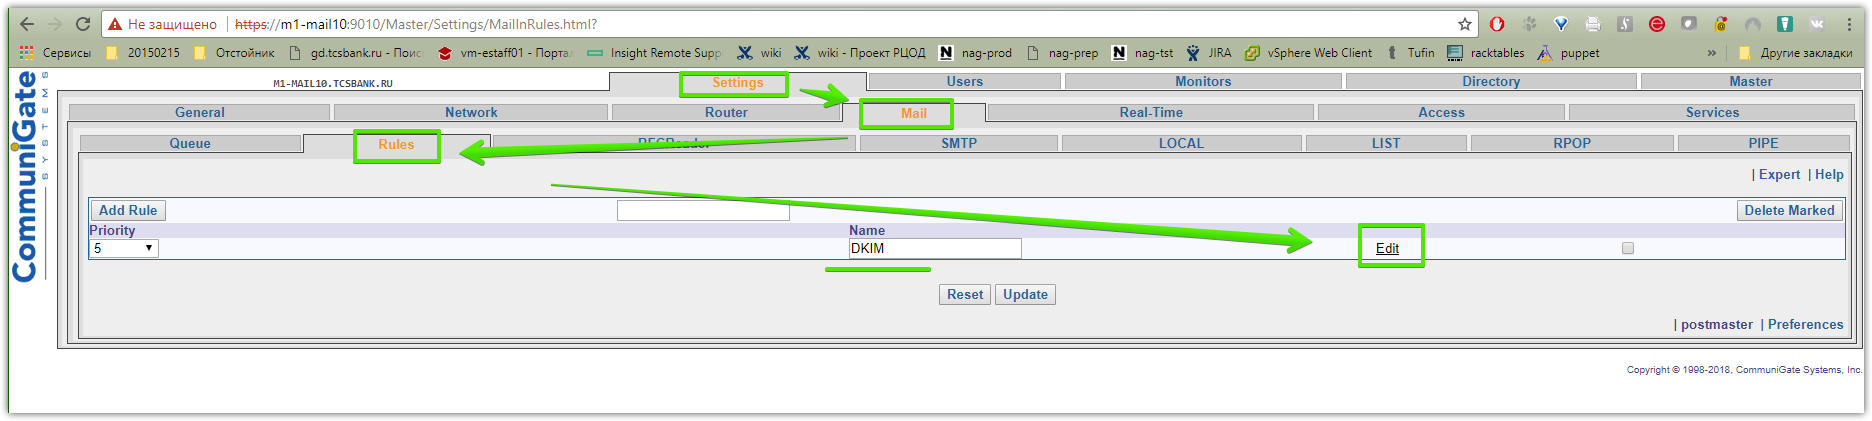 Не защищено https://m1-mail10:9010/Master/Settings/MailInRules.html?
Сервисы 20150215 Отстойник gd.tcsbank.ru - Поис vm-estaff01 - Портал Insight Remote Supp wiki wiki - Проект РЦОД nag-prod nag-prep nag-tst JIRA vSphere Web Client Tufin racktables puppet » Другие закладки
CommuniGate
SYSTEMS
M1-MAIL10.TCSBANK.RU Settings Users Monitors Directory Master
General Network Router Mail Real-Time Access Services
Queue Rules SMTP LOCAL LIST RPOP PIPE
| Expert | Help
Add Rule Delete Marked
Priority Name
5 DKIM Edit
Reset Update
| postmaster | Preferences
Copyright © 1998-2018, CommuniGate Systems, Inc.